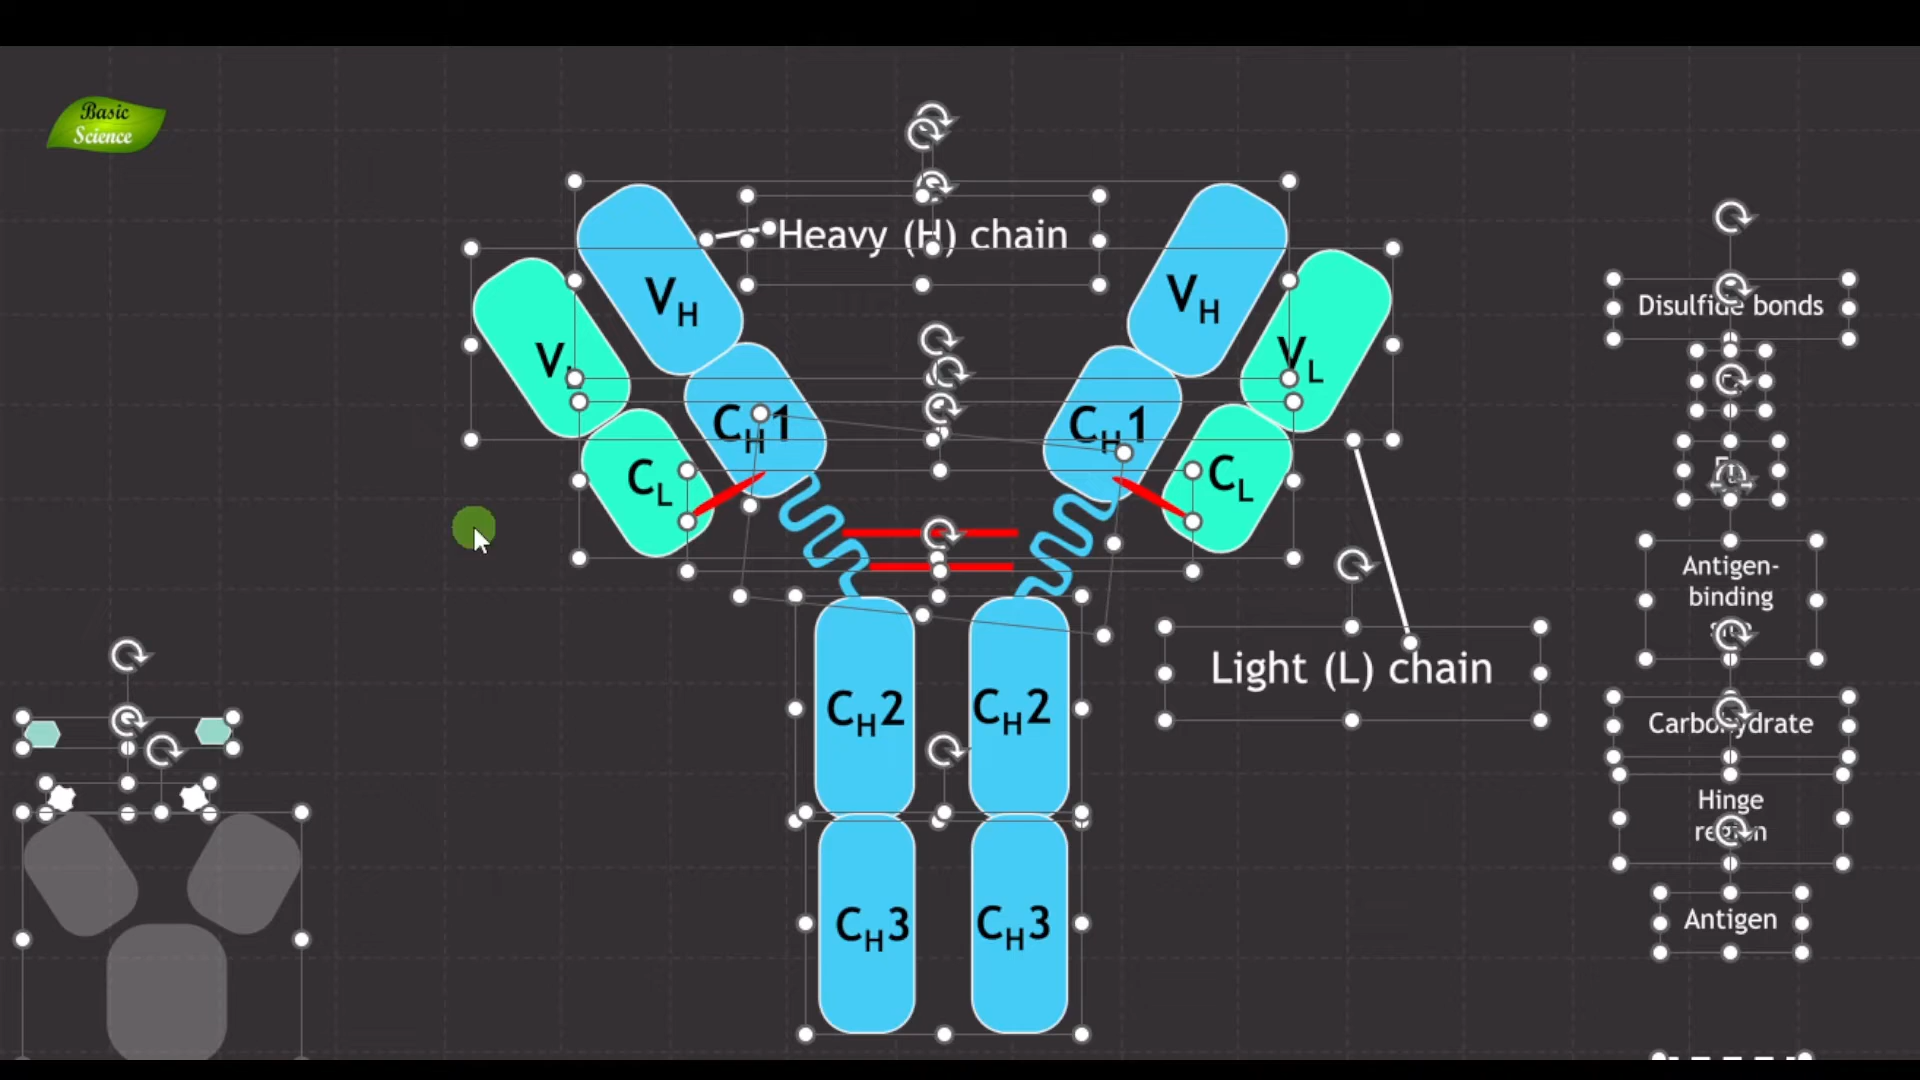 Basic
Science
Heavy (H) chain
VH
VH
VL
CH1
CH1
CL
CL
Light (L) chain
CH2
CH2
CH3
CH3
Disulfide bonds
Antigen-
binding
Carbohydrate
Hinge
region
Antigen